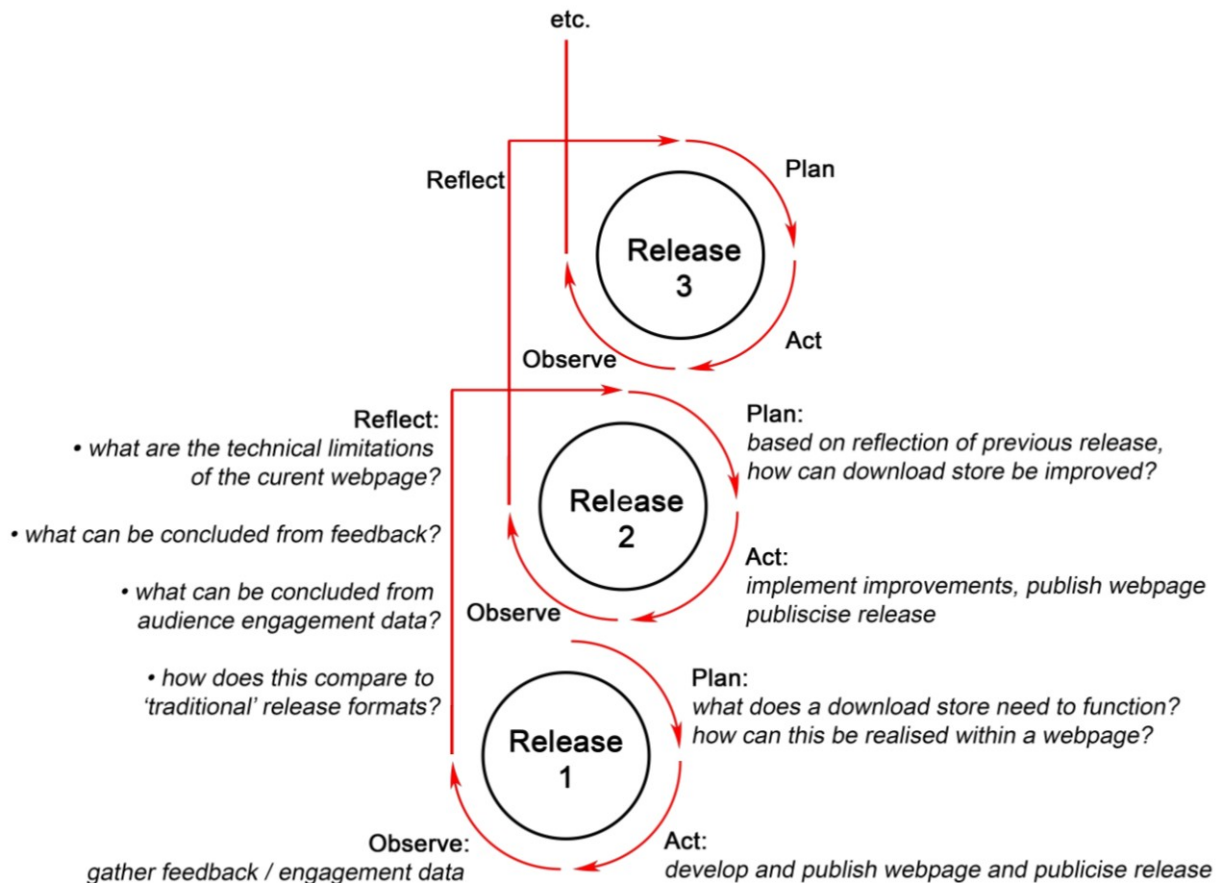 etc.
Reflect
Plan
Release
3
Act
Observe
Reflect:
• what are the technical limitations
of the curent webpage?
• what can be concluded from feedback?
• what can be concluded from
audience engagement data?
• how does this compare to
'traditional' release formats?
Plan:
based on reflection of previous release,
how can download store be improved?
Release
2
Act:
implement improvements, publish webpage
publiscise release
Observe
Plan:
what does a download store need to function?
how can this be realised within a webpage?
Release
1
Observe:
gather feedback / engagement data
Act:
develop and publish webpage and publicise release